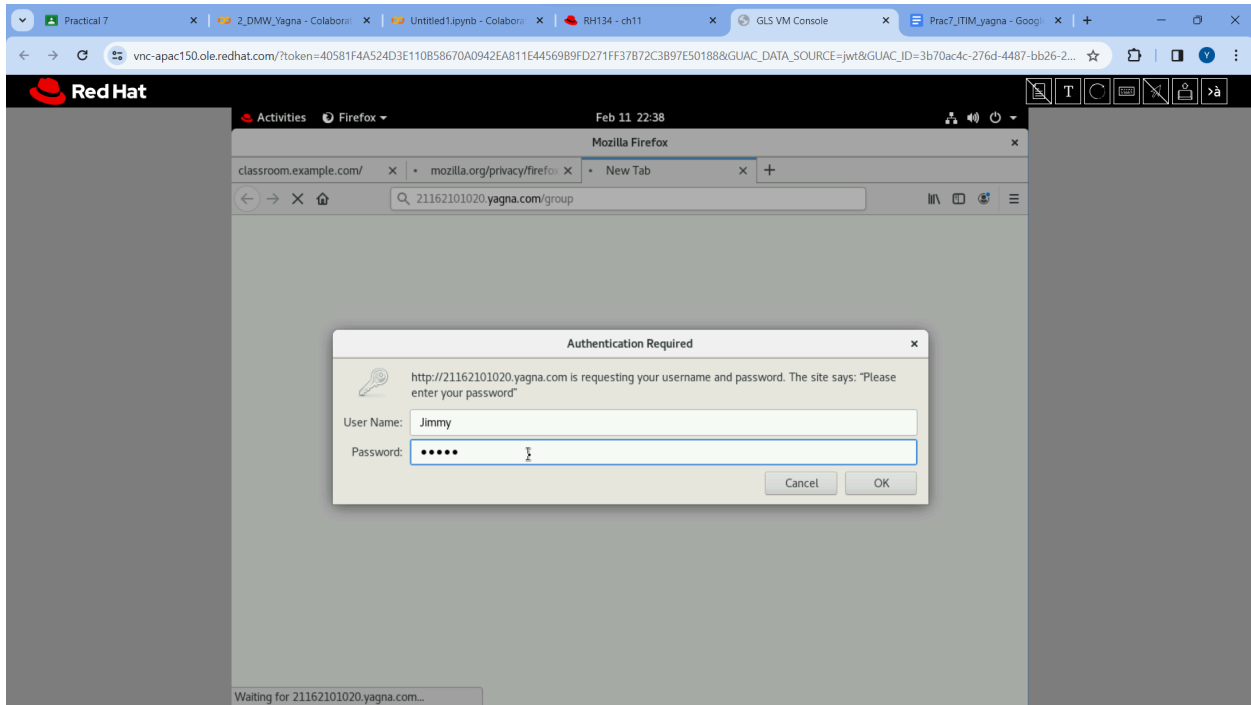 Practical 7
2_DMW_Yagna - Colaborat
Untitled1.ipynb - Colabora
RH134 - ch11
GLS VM Console
Prac7_ITIM_yagna - Googl
vnc-apac150.ole.redhat.com/?token=40581F4A524D3E110B58670A0942EA811E44569B9FD271FF37B72C3B97E50188&GUAC_DATA_SOURCE=jwt&GUAC_ID=3b70ac4c-276d-4487-bb26-2...
Y
Red Hat
T
>à
Activities
Firefox
Feb 11 22:38
Mozilla Firefox
classroom.example.com/
mozilla.org/privacy/firefo
New Tab
21162101020.yagna.com/group
Authentication Required
http://21162101020.yagna.com is requesting your username and password. The site says: “Please
enter your password”
User Name: Jimmy
Password: •••••
Cancel
OK
Waiting for 21162101020.yagna.com...